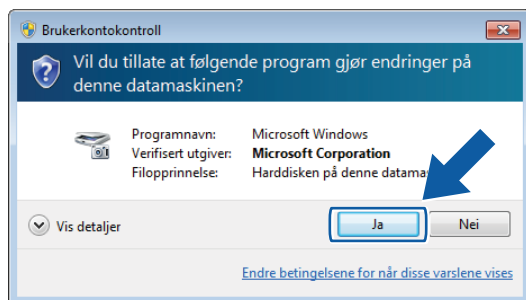 Brukerkontokontroll
Vil du tillate at følgende program gjør endringer på
denne datamaskinen?
Programnavn: Microsoft Windows
Verifisert utgiver: Microsoft Corporation
Filopprinnelse: Harddisken på denne
Vis detaljer
Ja
Nei
Endre betingelsene for når disse varslene vises